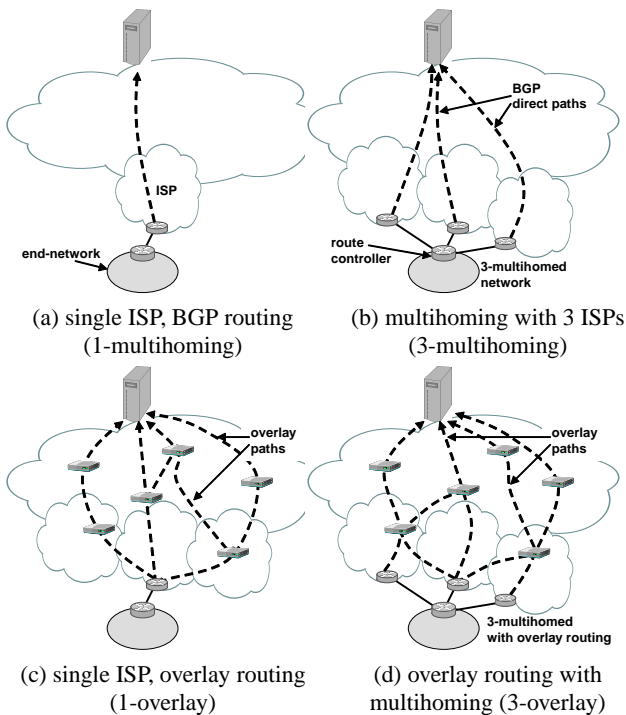 BGP
direct paths
ISP
end-network
route
controller
3-multihomed
network
(a) single ISP, BGP routing
(1-multihoming)
(b) multihoming with 3 ISPs
(3-multihoming)
overlay
paths
overlay
paths
3-multihomed
with overlay routing
(c) single ISP, overlay routing
(1-overlay)
(d) overlay routing with
multihoming (3-overlay)